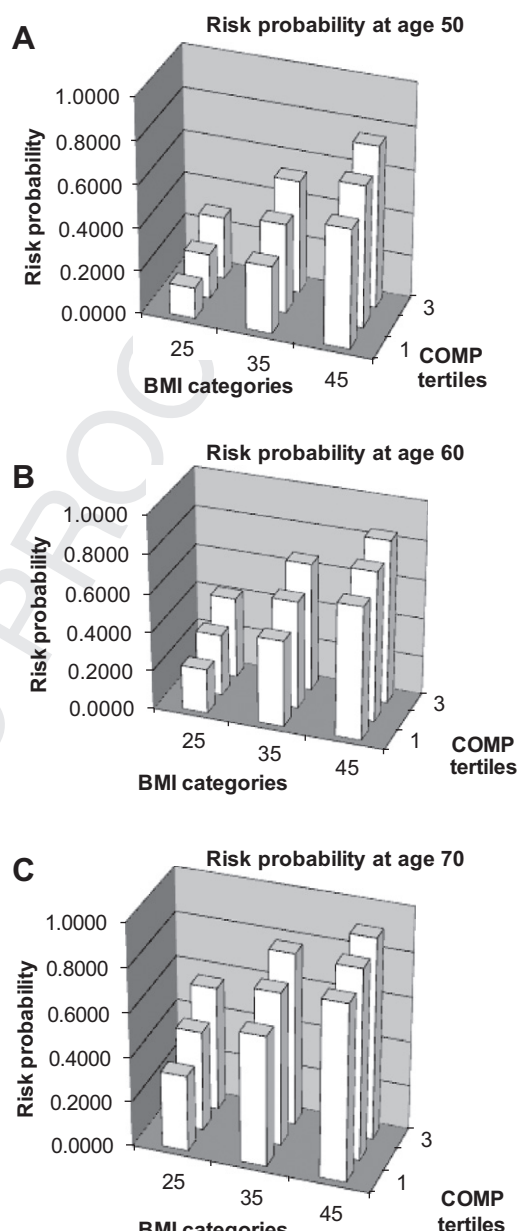 A
Risk probability at age 50
1.0000
0.8000
0.6000
0.4000
0.2000
0.0000
Risk probability
25
35
45
BMI categories
1
3
COMP
tertiles
PROC
B
Risk probability at age 60
1.0000
0.8000
0.6000
0.4000
0.2000
0.0000
Risk probability
25
35
45
BMI categories
1
3
COMP
tertiles
C
Risk probability at age 70
1.0000
0.8000
0.6000
0.4000
0.2000
0.0000
Risk probability
25
35
45
BMI categories
1
3
COMP
tertiles